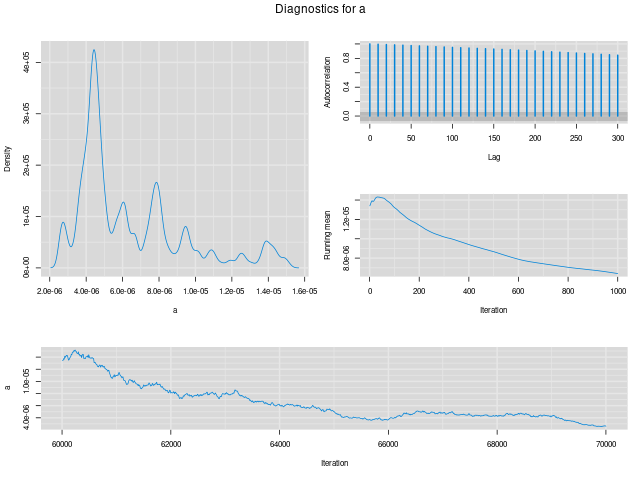 Diagnostics for a
Density
0e+00 1e+05 2e+05 3e+05 4e+05
2.0e-06 4.0e-06 6.0e-06 8.0e-06 1.0e-05 1.2e-05 1.4e-05 1.6e-05
a
Autocorrelation
0.0 0.4 0.8
0 50 100 150 200 250 300
Lag
Running mean
8.0e-06 1.2e-05
0 200 400 600 800 1000
Iteration
a
4.0e-06 1.0e-05
60000 62000 64000 66000 68000 70000
Iteration